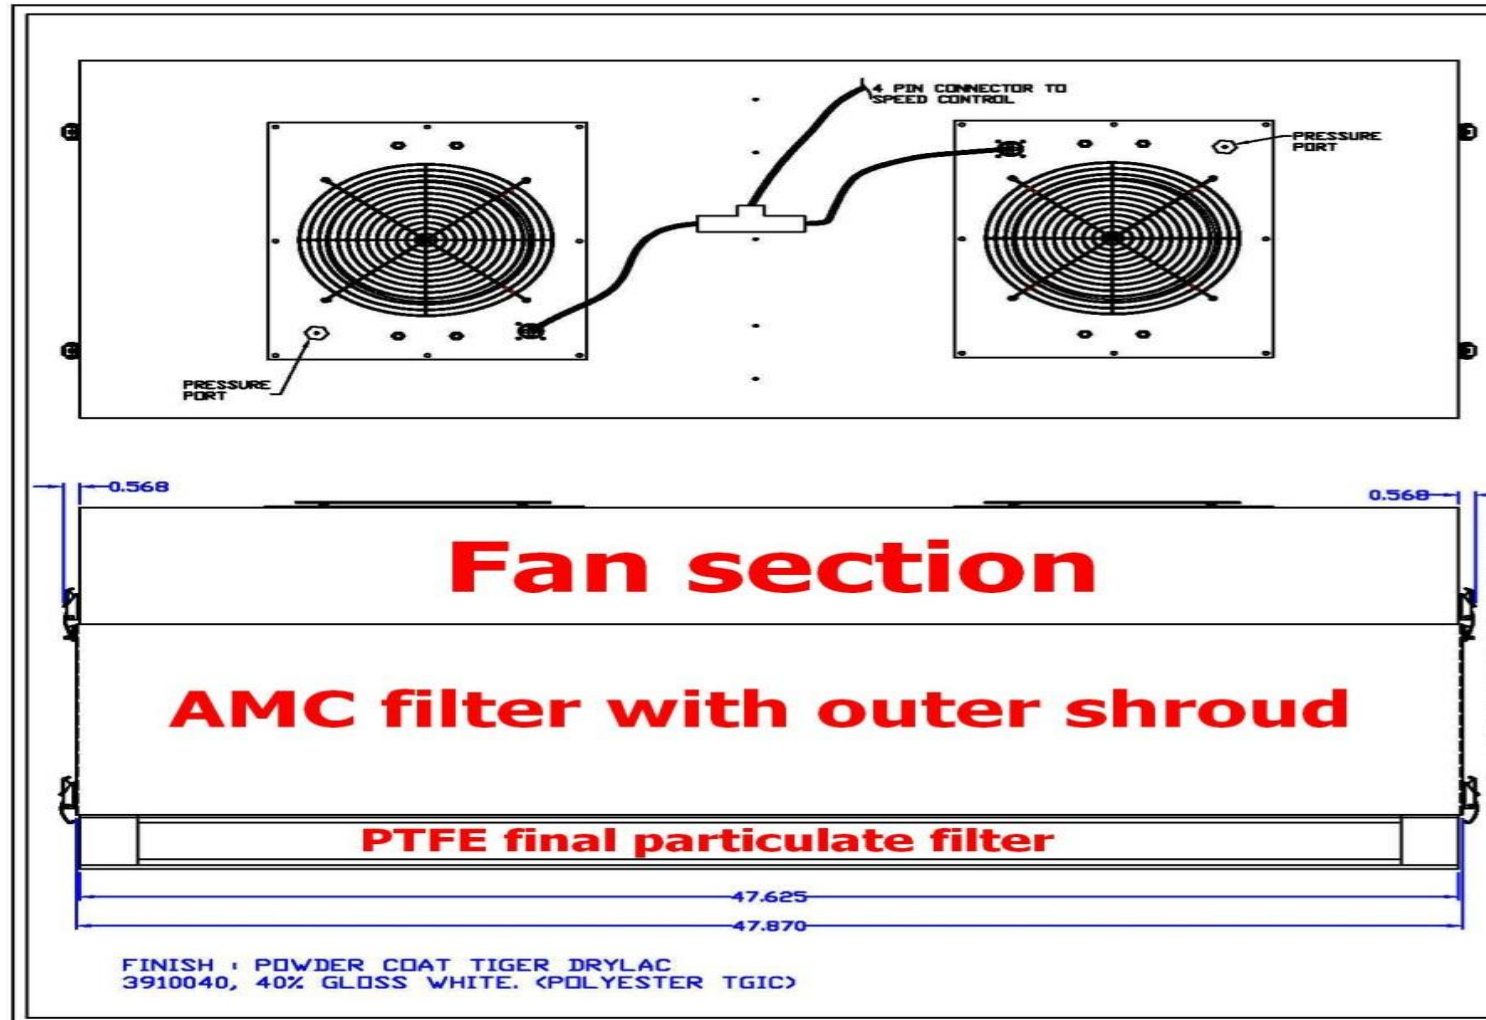 4 PIN CONNECTOR TO
SPEED CONTROL
PRESSURE
PORT
PRESSURE
PORT
0.568
0.568
Fan section
AMC filter with outer shroud
PTFE final particulate filter
47.625
47.870
FINISH : POWDER COAT TIGER DRYLAC
3910040, 40% GLOSS WHITE. (POLYESTER TGIC)